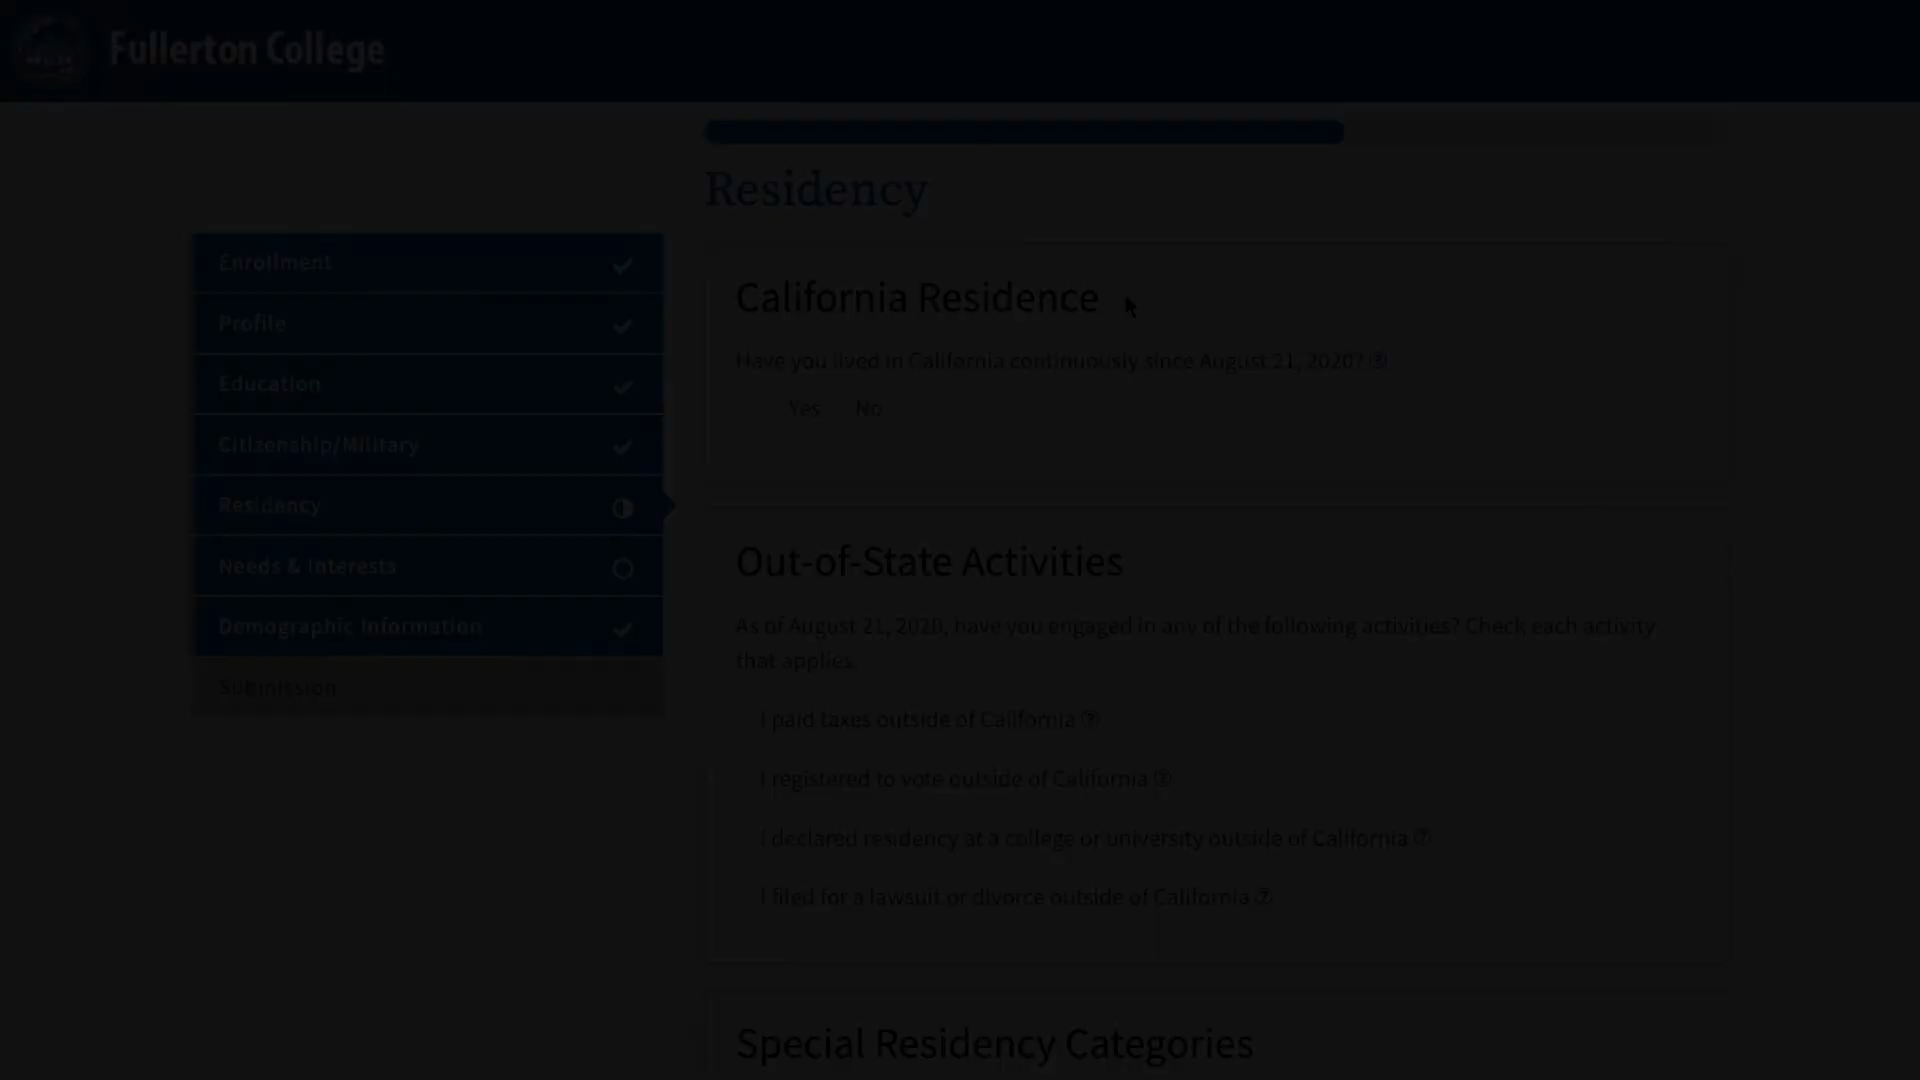 Fullerton College
Residency
Enrollment
Profile
Education
Citizenship/Military
Residency
Needs & Interests
Demographic Information
Submission
California Residence
Have you lived in California continuously since August 21, 2020?
Yes No
Out-of-State Activities
As of August 21, 2020, have you engaged in any of the following activities? Check each activity
that applies.
I paid taxes outside of California
I registered to vote outside of California
I declared residency at a college or university outside of California
I filed for a lawsuit or divorce outside of California
Special Residency Categories